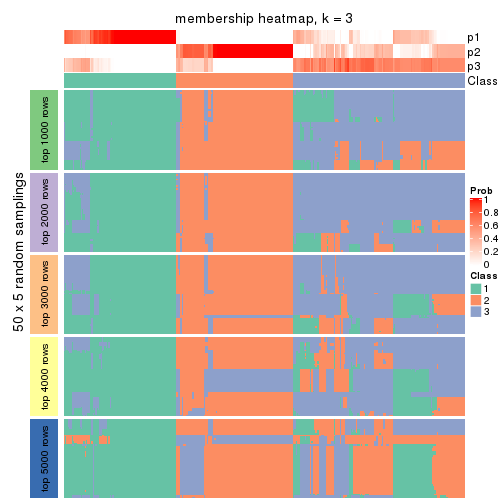 membership heatmap, k = 3
p1
p2
p3
Class
50 x 5 random samplings
top 1000 rows
top 2000 rows
top 3000 rows
top 4000 rows
top 5000 rows
Prob
1
0.8
0.6
0.4
0.2
0
Class
1
2
3